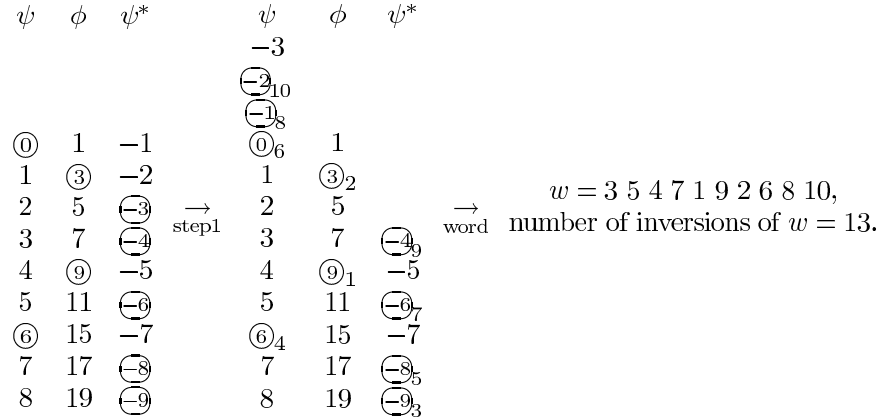 ψ ϕ ψ* ψ ϕ ψ*
−3
−2 10
−1 8
0 1 −1 0 6 1
1 3 −2 1 3 2
2 5 −3 → step1 2 5 → word w = 3 5 4 7 1 9 2 6 8 10,
3 7 −4 3 7 −4 9 number of inversions of w = 13.
4 9 −5 4 9 1 −5
5 11 −6 5 11 −6 7
6 15 −7 6 4 15 −7
7 17 −8 7 17 −8 5
8 19 −9 8 19 −9 3